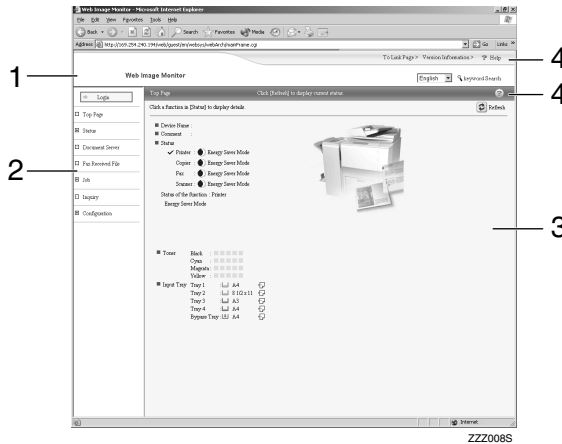 Web Image Monitor - Microsoft Internet Explorer
File Edit View Favorites Tools Help
Back Search Favorites Media
Address http://169.254.240.194/web/guest/en/websys/webArch/mainFrame.cgi Go Links »
To Link Page > Version Information > ? Help 4
1 Web Image Monitor
English keyword Search
Login
Top Page Click [Refresh] to display current status. ? 4
Click a function in [Status] to display details. Refresh
Top Page
Status
Document Server
Fax Received File
2
Job
Inquiry
Configuration
Device Name :
Comment :
Status
Printer : Energy Saver Mode
Copier : Energy Saver Mode
Fax : Energy Saver Mode
Scanner : Energy Saver Mode
Status of the function : Printer
Energy Saver Mode
3
Toner Black :
Cyan :
Magenta :
Yellow :
Input Tray Tray 1 : A4
Tray 2 : 8 1/2 x 11
Tray 3 : A3
Tray 4 : A4
Bypass Tray : A4
Internet
ZZZ008S